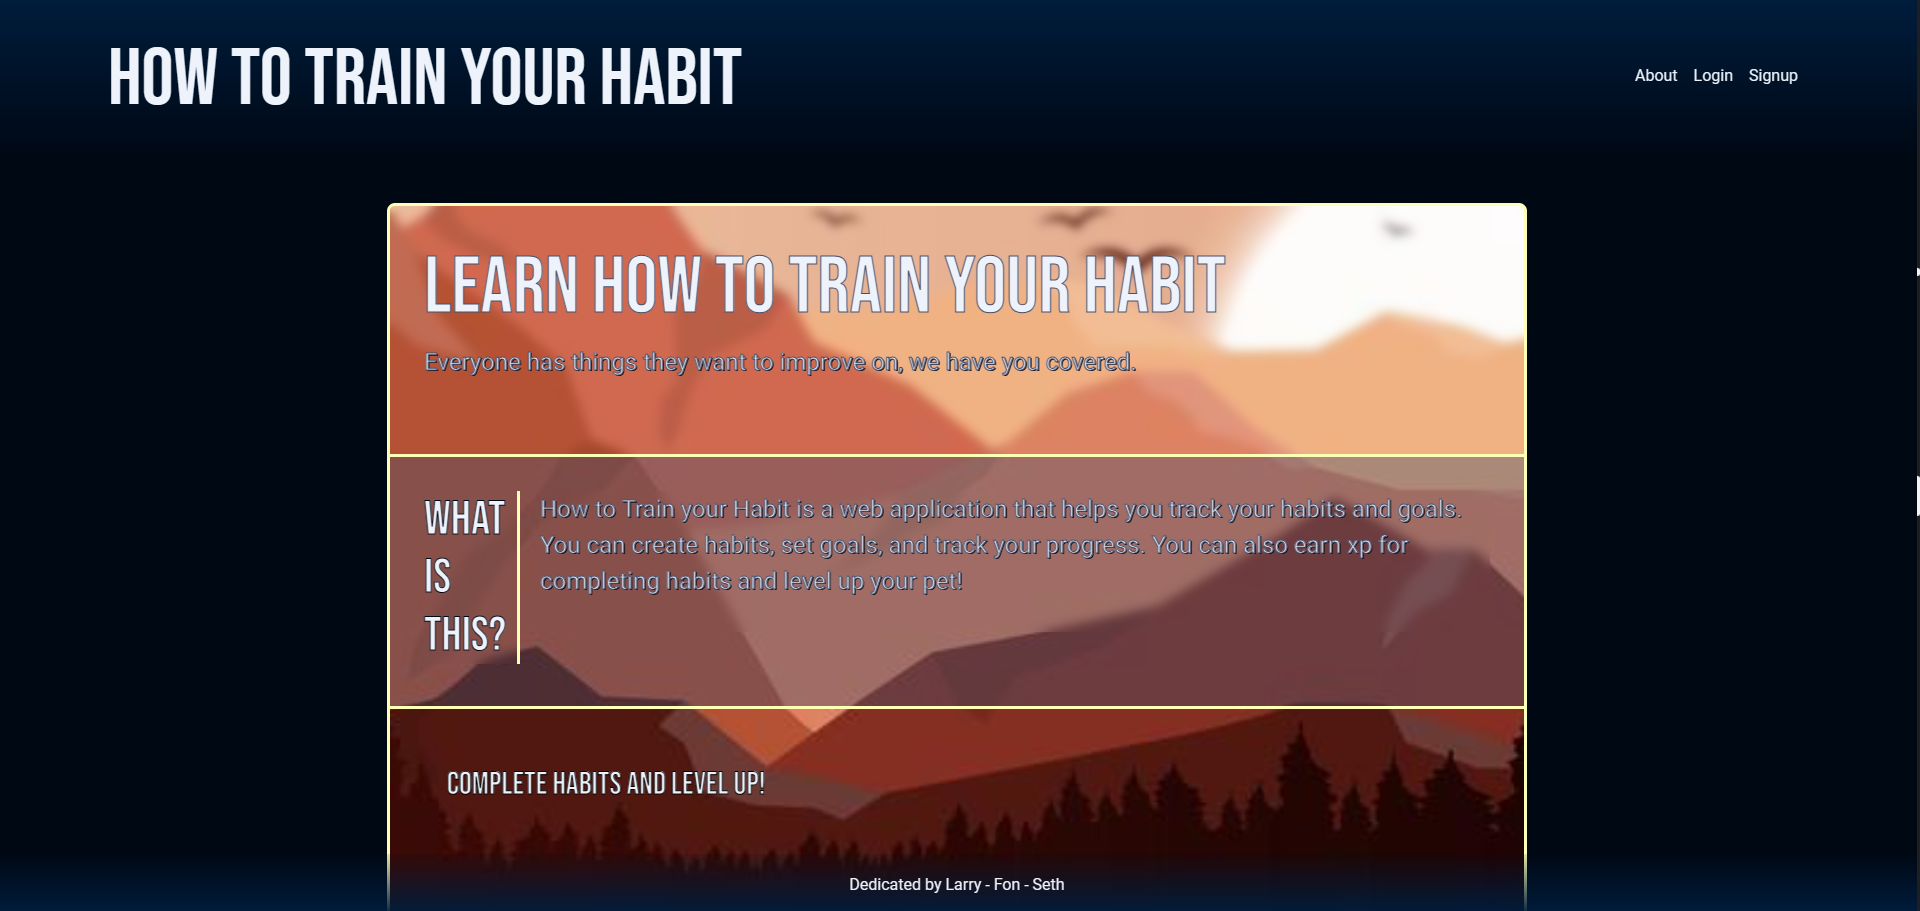 HOW TO TRAIN YOUR HABIT
About Login Signup
LEARN HOW TO TRAIN YOUR HABIT
Everyone has things they want to improve on, we have you covered.
WHAT
IS
THIS?
How to Train your Habit is a web application that helps you track your habits and goals.
You can create habits, set goals, and track your progress. You can also earn xp for
completing habits and level up your pet!
COMPLETE HABITS AND LEVEL UP!
Dedicated by Larry - Fon - Seth